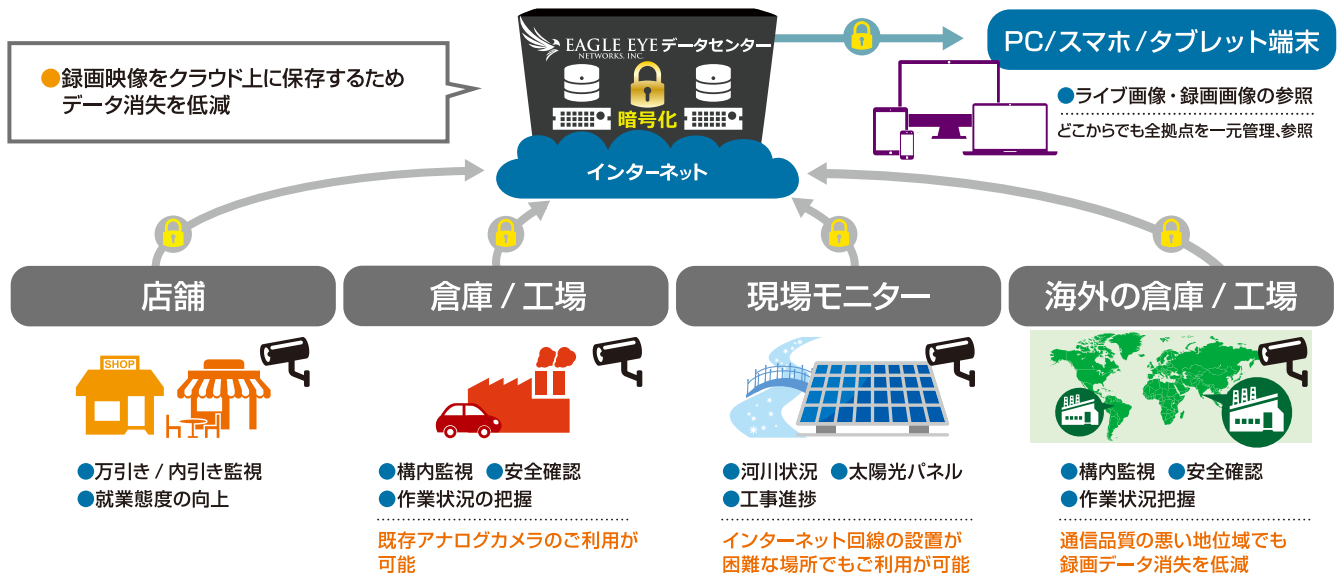 ●録画映像をクラウド上に保存するため
データ消失を低減
EAGLE EYE データセンター
NETWORKS, INC.
暗号化
インターネット
PC/スマホ/タブレット端末
●ライブ画像・録画画像の参照
どこからでも全拠点を一元管理、参照
店舗
SHOP
●万引き / 内引き監視
●就業態度の向上
倉庫 / 工場
●構内監視 ●安全確認
●作業状況の把握
既存アナログカメラのご利用が
可能
現場モニター
●河川状況 ●太陽光パネル
●工事進捗
インターネット回線の設置が
困難な場所でもご利用が可能
海外の倉庫 / 工場
●構内監視 ●安全確認
●作業状況把握
通信品質の悪い地位域でも
録画データ消失を低減